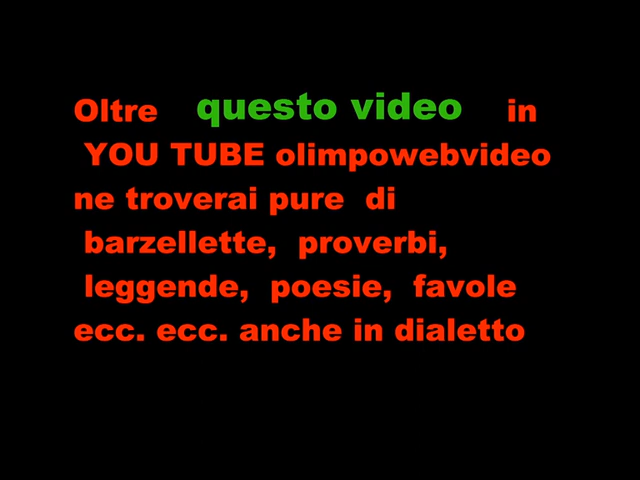 Oltre questo video in
YOU TUBE olimpowebvideo
ne troverai pure di
barzellette, proverbi,
leggende, poesie, favole
ecc. ecc. anche in dialetto